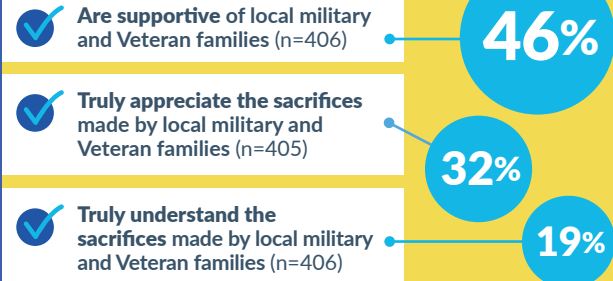 Are supportive of local military
and Veteran families (n=406)
46%
Truly appreciate the sacrifices
made by local military and
Veteran families (n=405)
32%
Truly understand the
sacrifices made by local military
and Veteran families (n=406)
19%